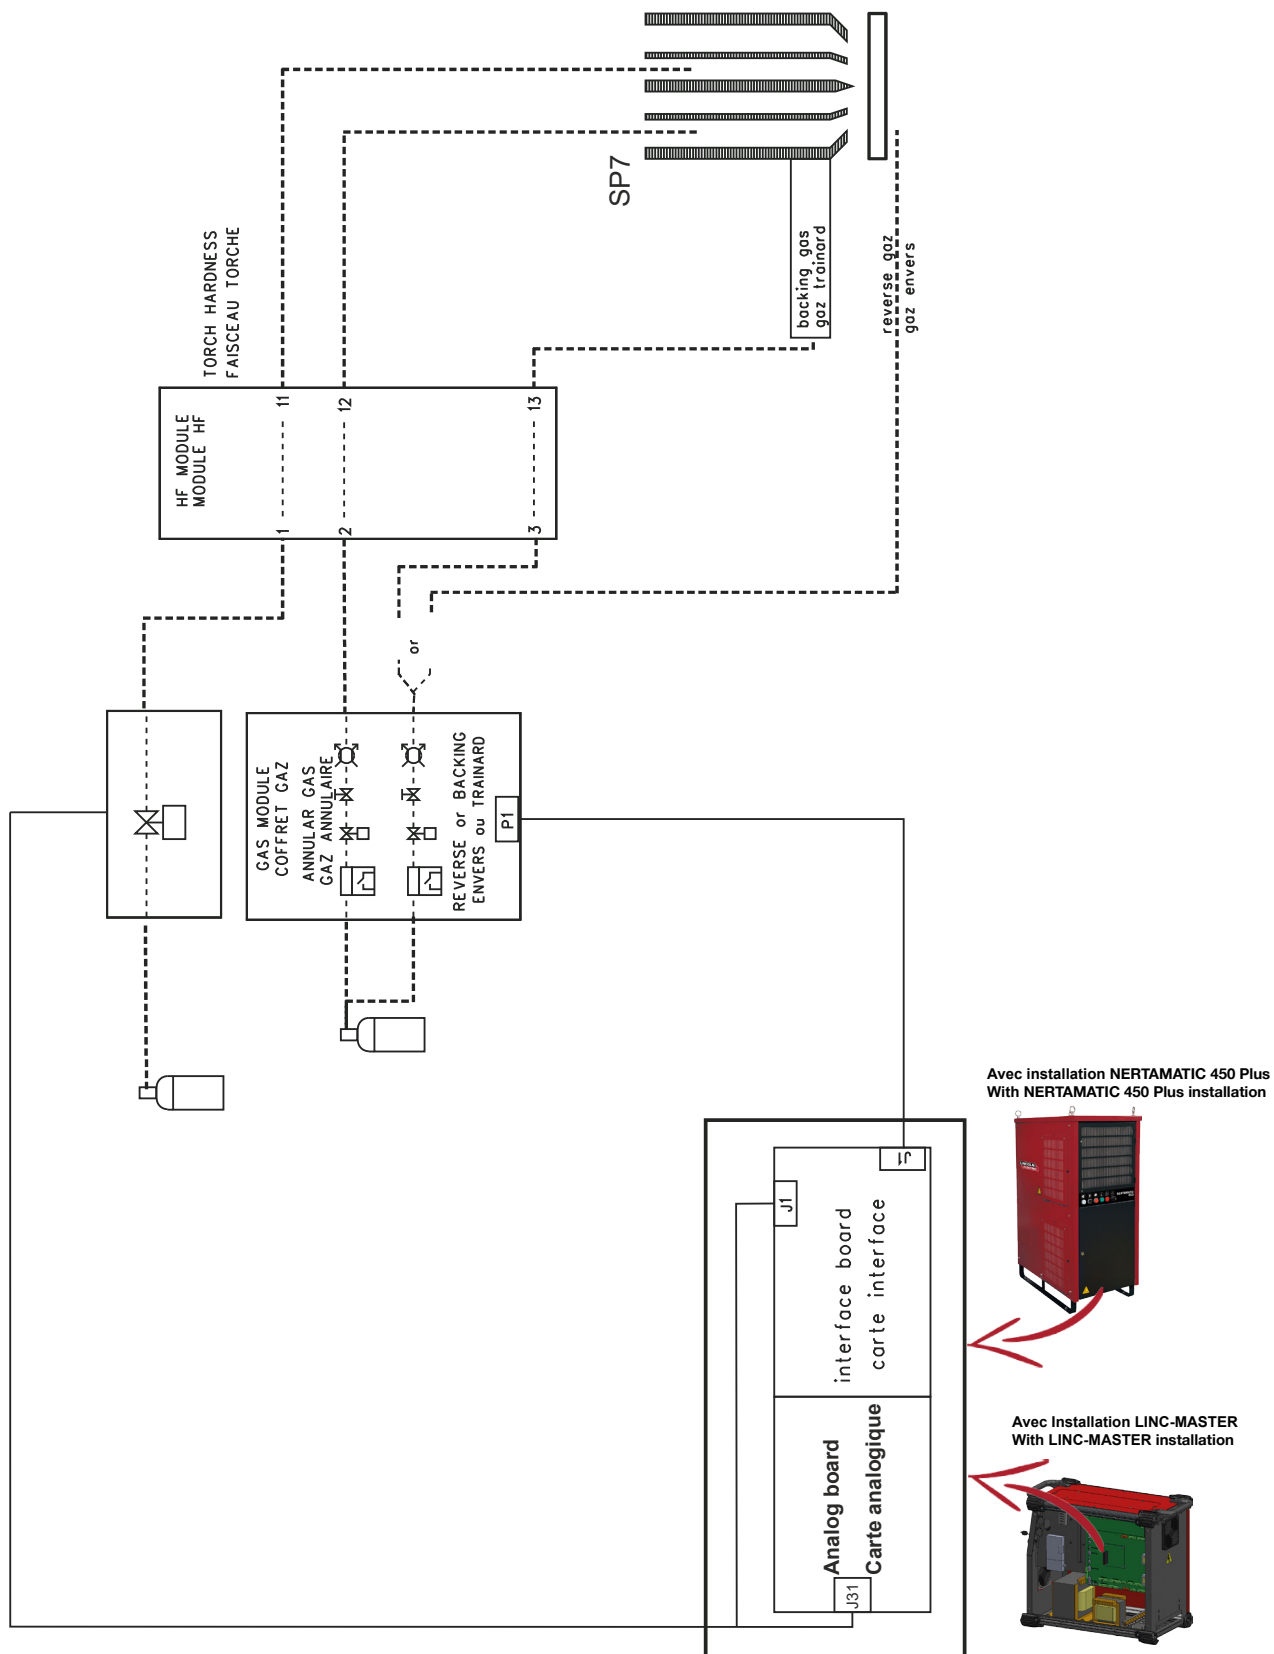 SP7
TORCH HARDNESS
FAISCEAU TORCHE
backing gas
gaz trainard
reverse gaz
gaz envers
HF MODULE
MODULE HF
11
12
13
1
2
3
or
GAS MODULE
COFFRET GAZ
ANNULAR GAS
GAZ ANNULAIRE
REVERSE or BACKING
ENVERS ou TRAINARD
P1
Avec installation NERTAMATIC 450 Plus
With NERTAMATIC 450 Plus installation
J1
J1
interface board
carte interface
Avec Installation LINC-MASTER
With LINC-MASTER installation
Analog board
Carte analogique
J31